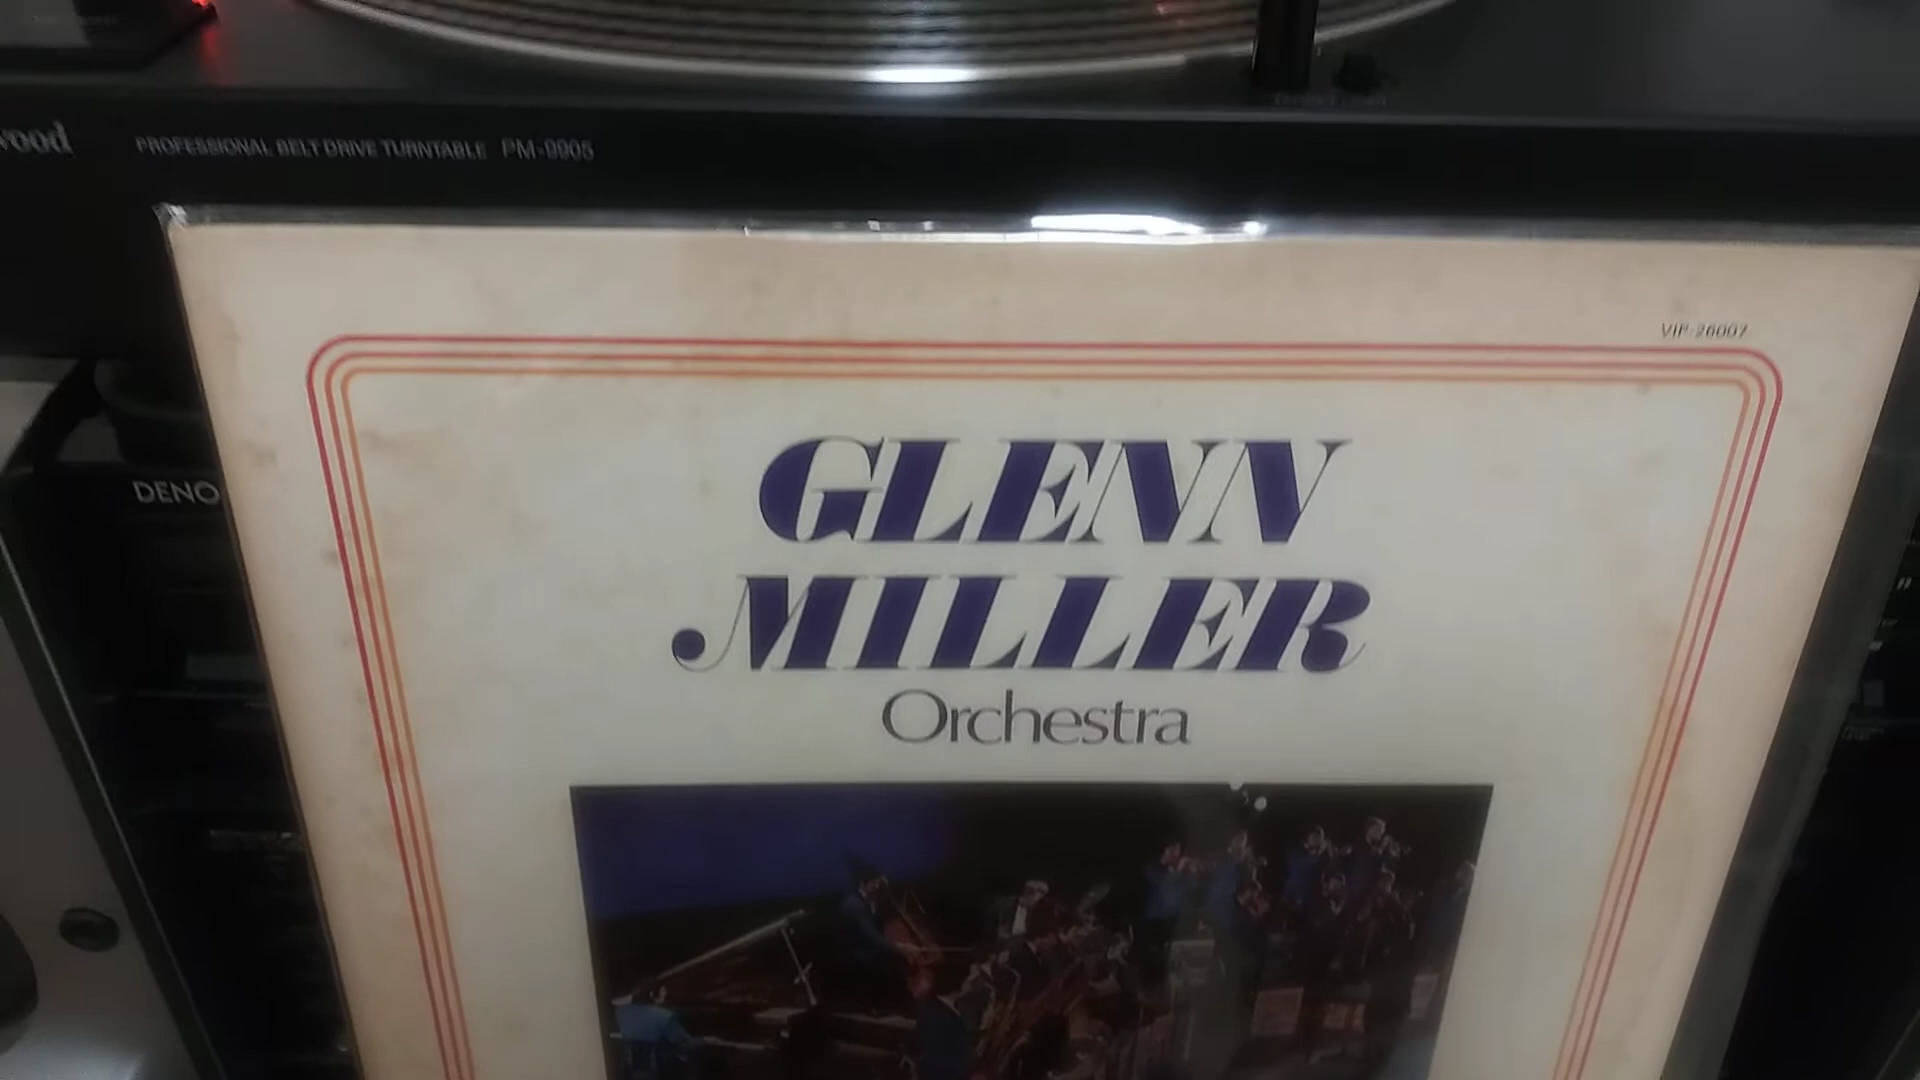 wood
PROFESSIONAL BELT DRIVE TURNTABLE PM-9905
VIP-26007
DENO
GLENN
MILLER
Orchestra